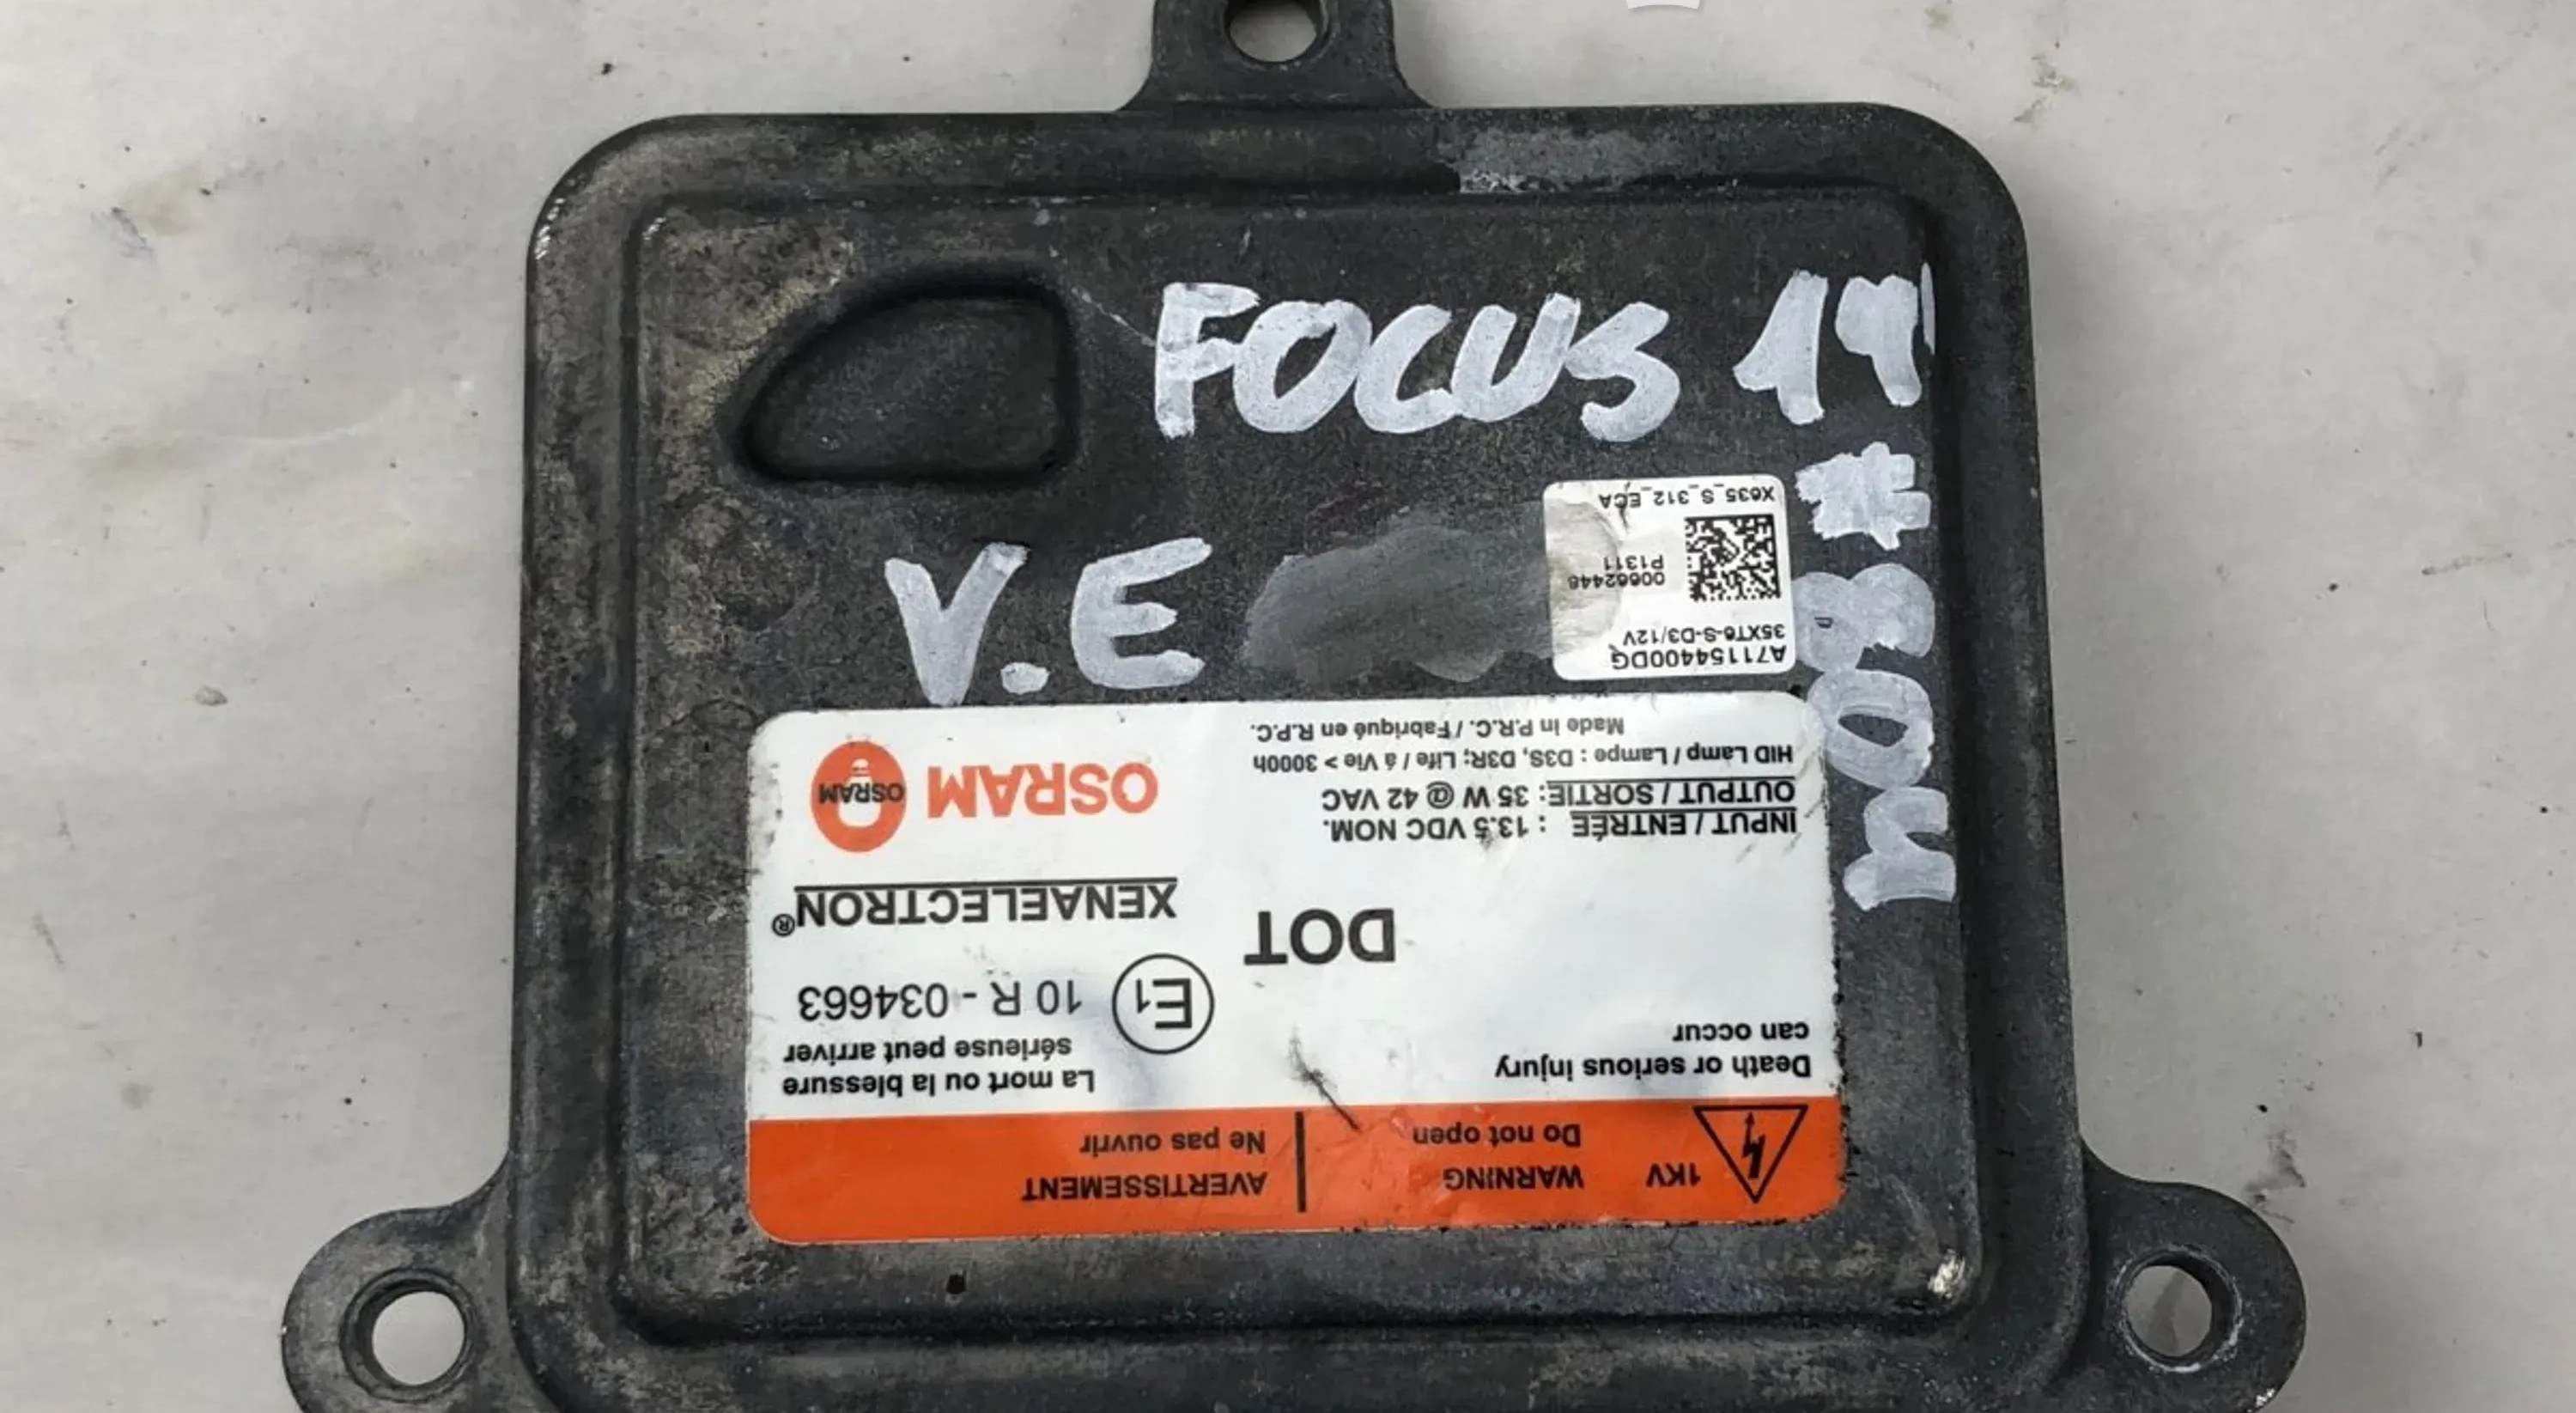 FOCUS 14'
V.E
A71154400DG
35XT6-S-D3/12V
00662448
P1311
X635_S_312_ECA
1KV
WARNING
Do not open
AVERTISSEMENT
Ne pas ouvrir
Death or serious injury
can occur
La mort ou la blessure
sérieuse peut arriver
E1
10 R - 034663
DOT
XENAELECTRON®
INPUT / ENTRÉE : 13.5 VDC NOM.
OUTPUT / SORTIE: 35 W @ 42 VAC
HID Lamp / Lampe : D3S, D3R; Life / á Vie > 3000h
Made in P.R.C. / Fabriqué en R.P.C.
OSRAM
OSRAM